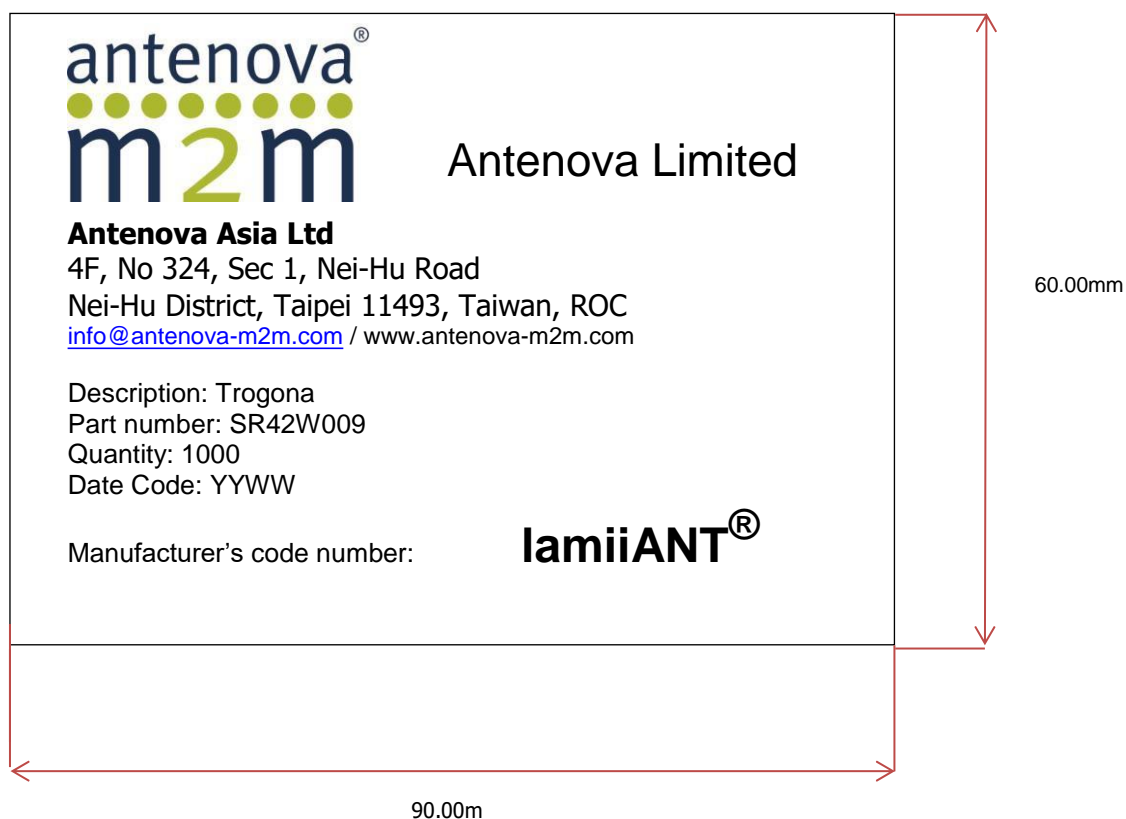 antenova®
m2m
Antenova Limited
Antenova Asia Ltd
4F, No 324, Sec 1, Nei-Hu Road
Nei-Hu District, Taipei 11493, Taiwan, ROC
info@antenova-m2m.com / www.antenova-m2m.com
Description: Trogona
Part number: SR42W009
Quantity: 1000
Date Code: YYWW
Manufacturer’s code number:
lamiiANT®
60.00mm
90.00m